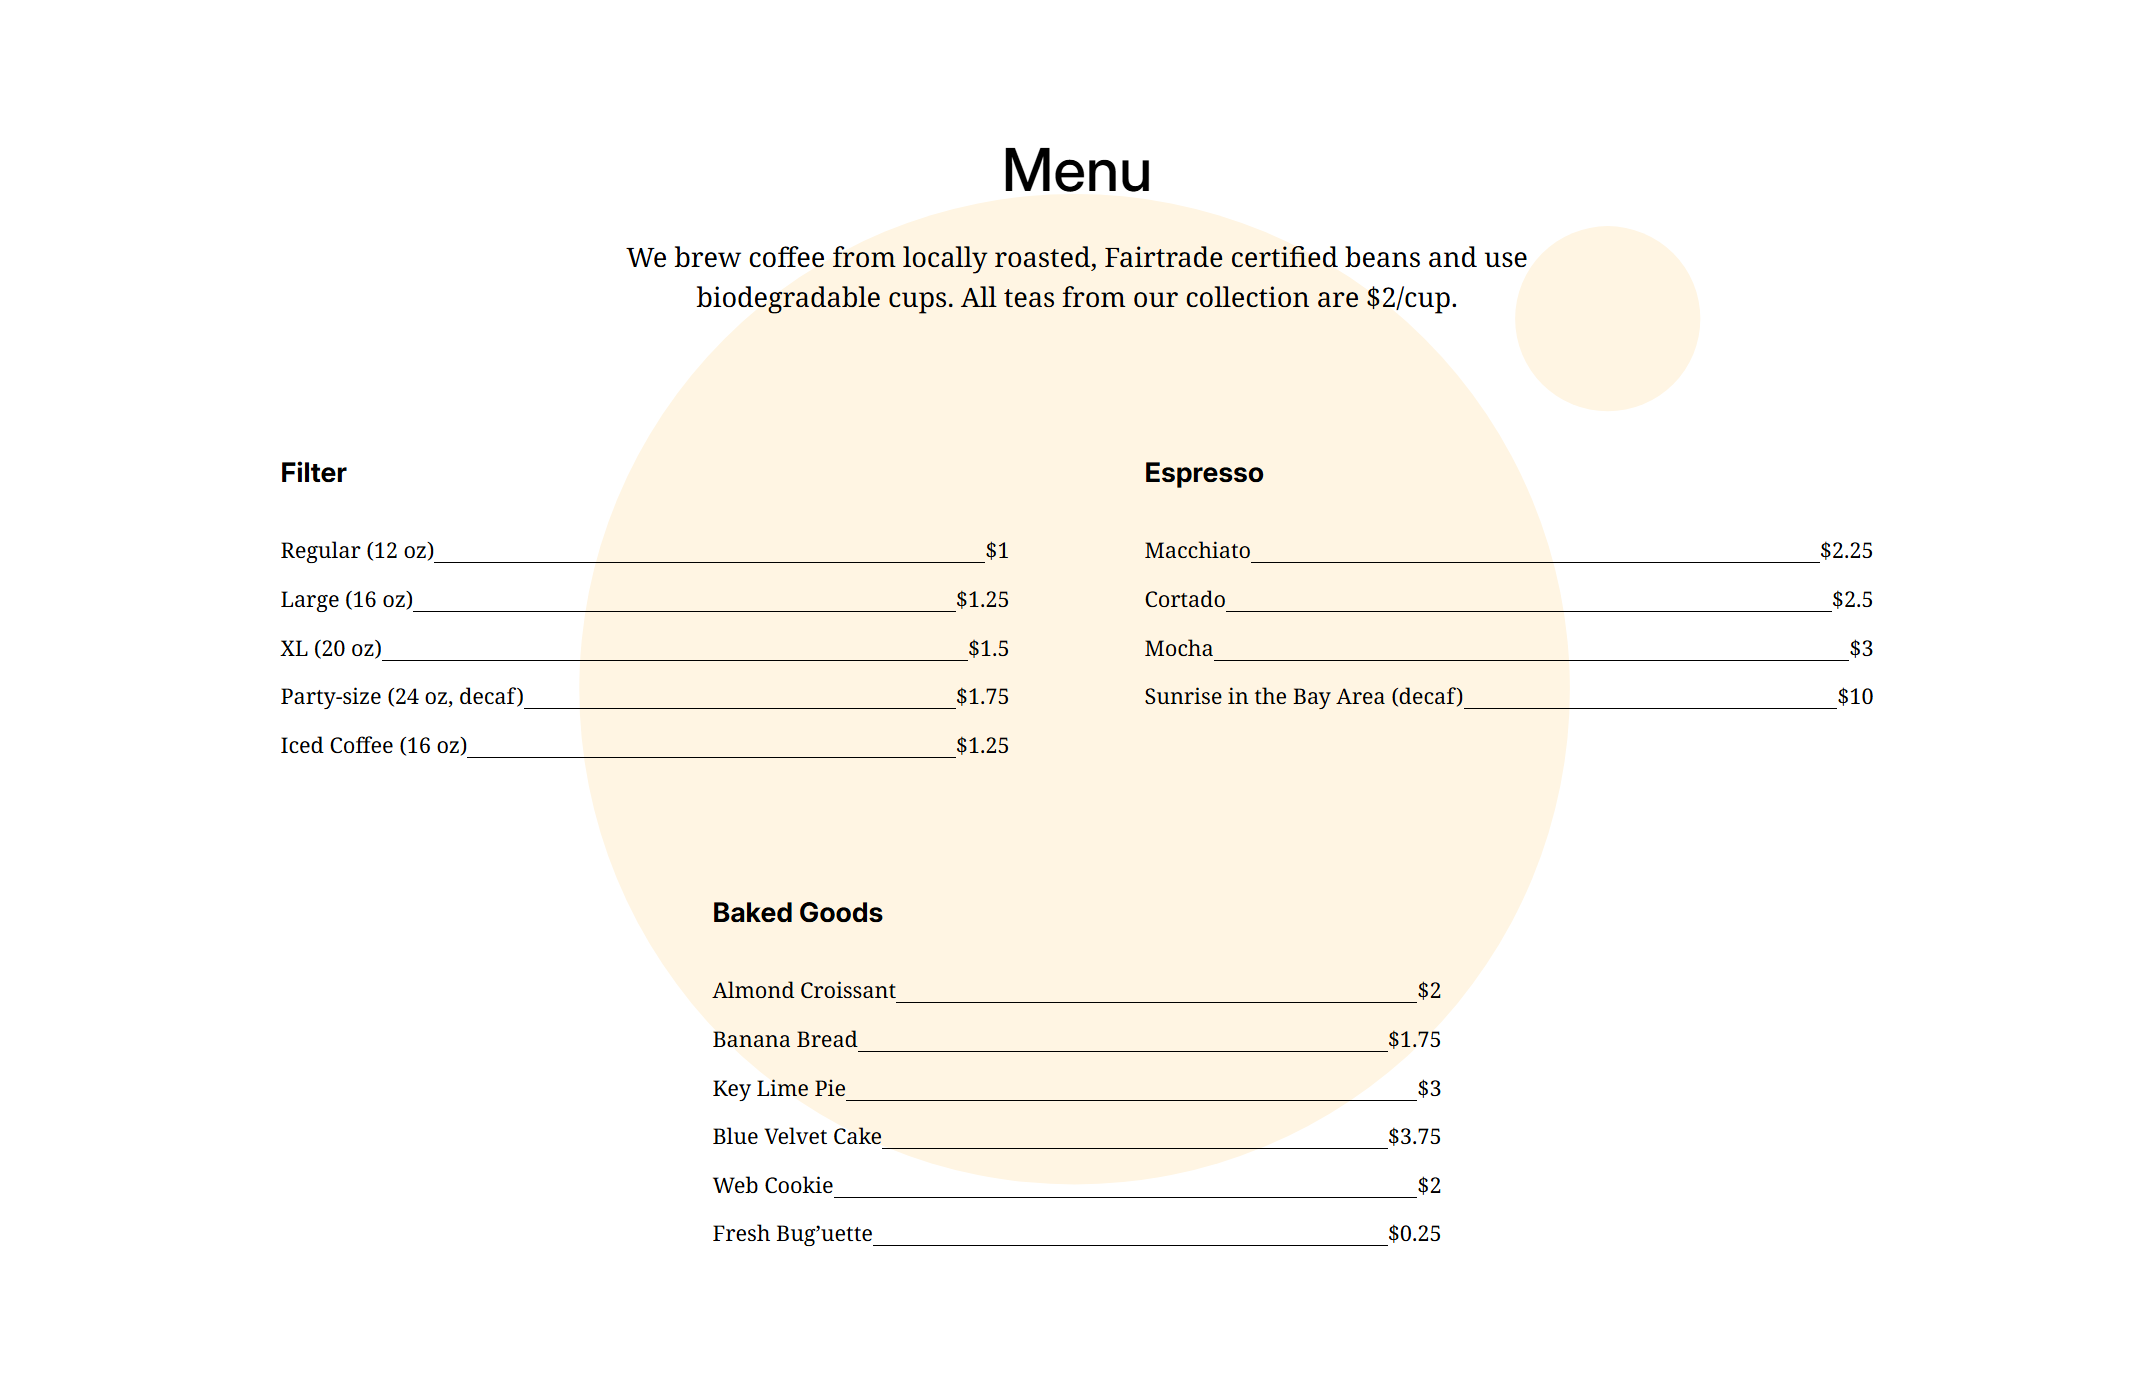 Menu
We brew coffee from locally roasted, Fairtrade certified beans and use
biodegradable cups. All teas from our collection are $2/cup.
Filter
Regular (12 oz) $1
Large (16 oz) $1.25
XL (20 oz) $1.5
Party-size (24 oz, decaf) $1.75
Iced Coffee (16 oz) $1.25
Espresso
Macchiato $2.25
Cortado $2.5
Mocha $3
Sunrise in the Bay Area (decaf) $10
Baked Goods
Almond Croissant $2
Banana Bread $1.75
Key Lime Pie $3
Blue Velvet Cake $3.75
Web Cookie $2
Fresh Bug’uette $0.25